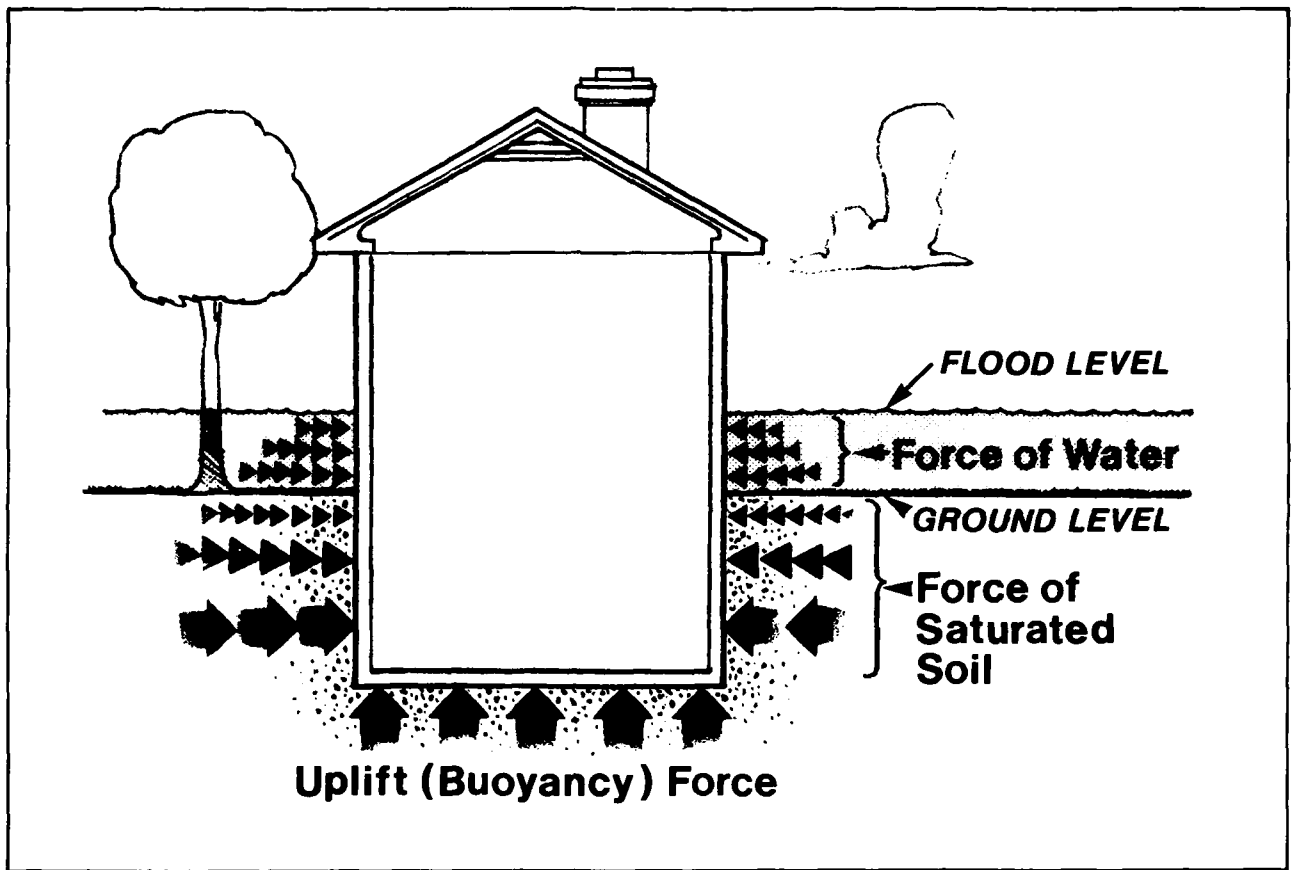 FLOOD LEVEL
Force of Water
GROUND LEVEL
Force of
Saturated
Soil
Uplift (Buoyancy) Force